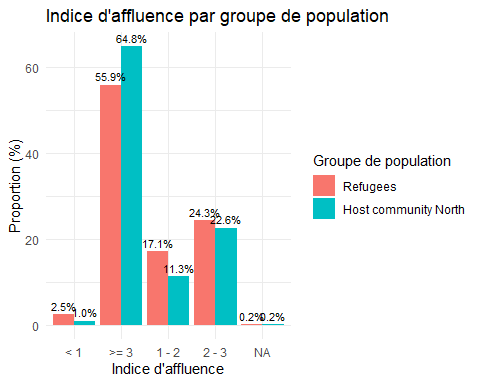 Indice d'affluence par groupe de population
64.8%
55.9%
24.3%
22.6%
17.1%
11.3%
2.5%
1.0%
0.2%
0.2%
60
40
20
0
Proportion (%)
< 1
>= 3
1 - 2
2 - 3
NA
Indice d'affluence
Groupe de population
Refugees
Host community North